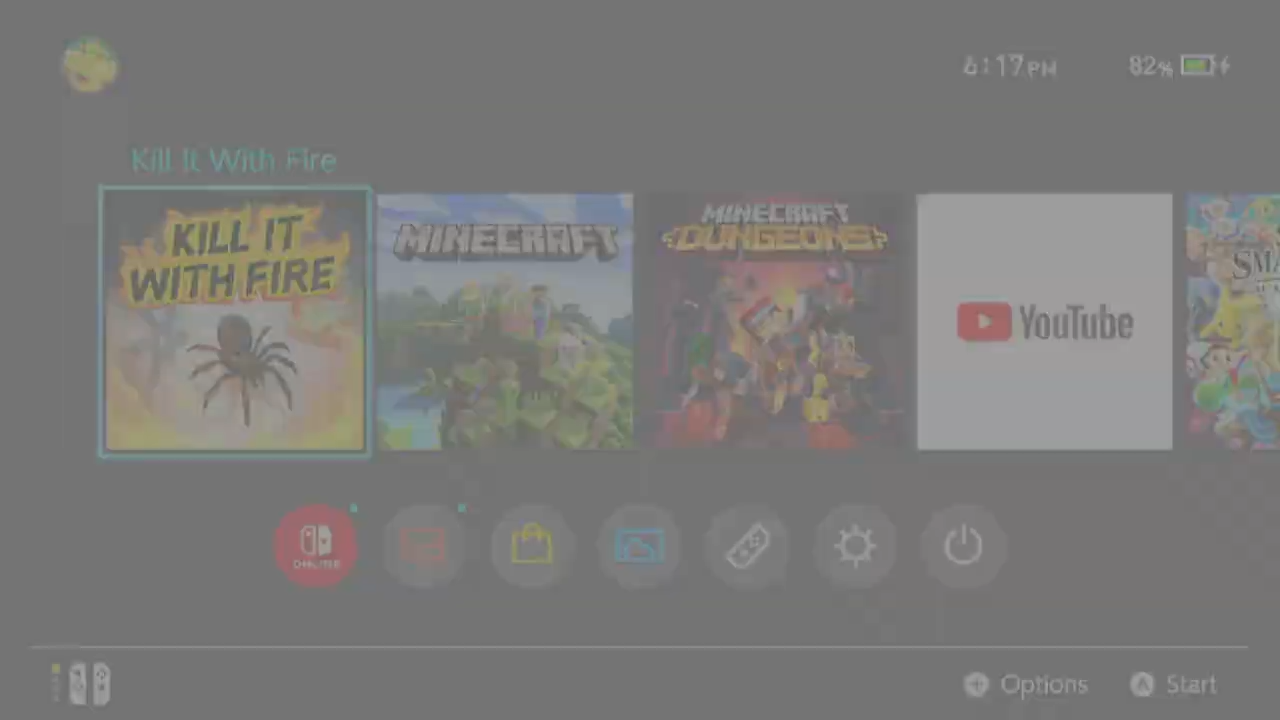 6:17 PM
82%
Kill It With Fire
KILL IT
WITH FIRE
MINECRAFT
MINECRAFT
DUNGEONS
YouTube
SMA
ONLINE
Options
Start